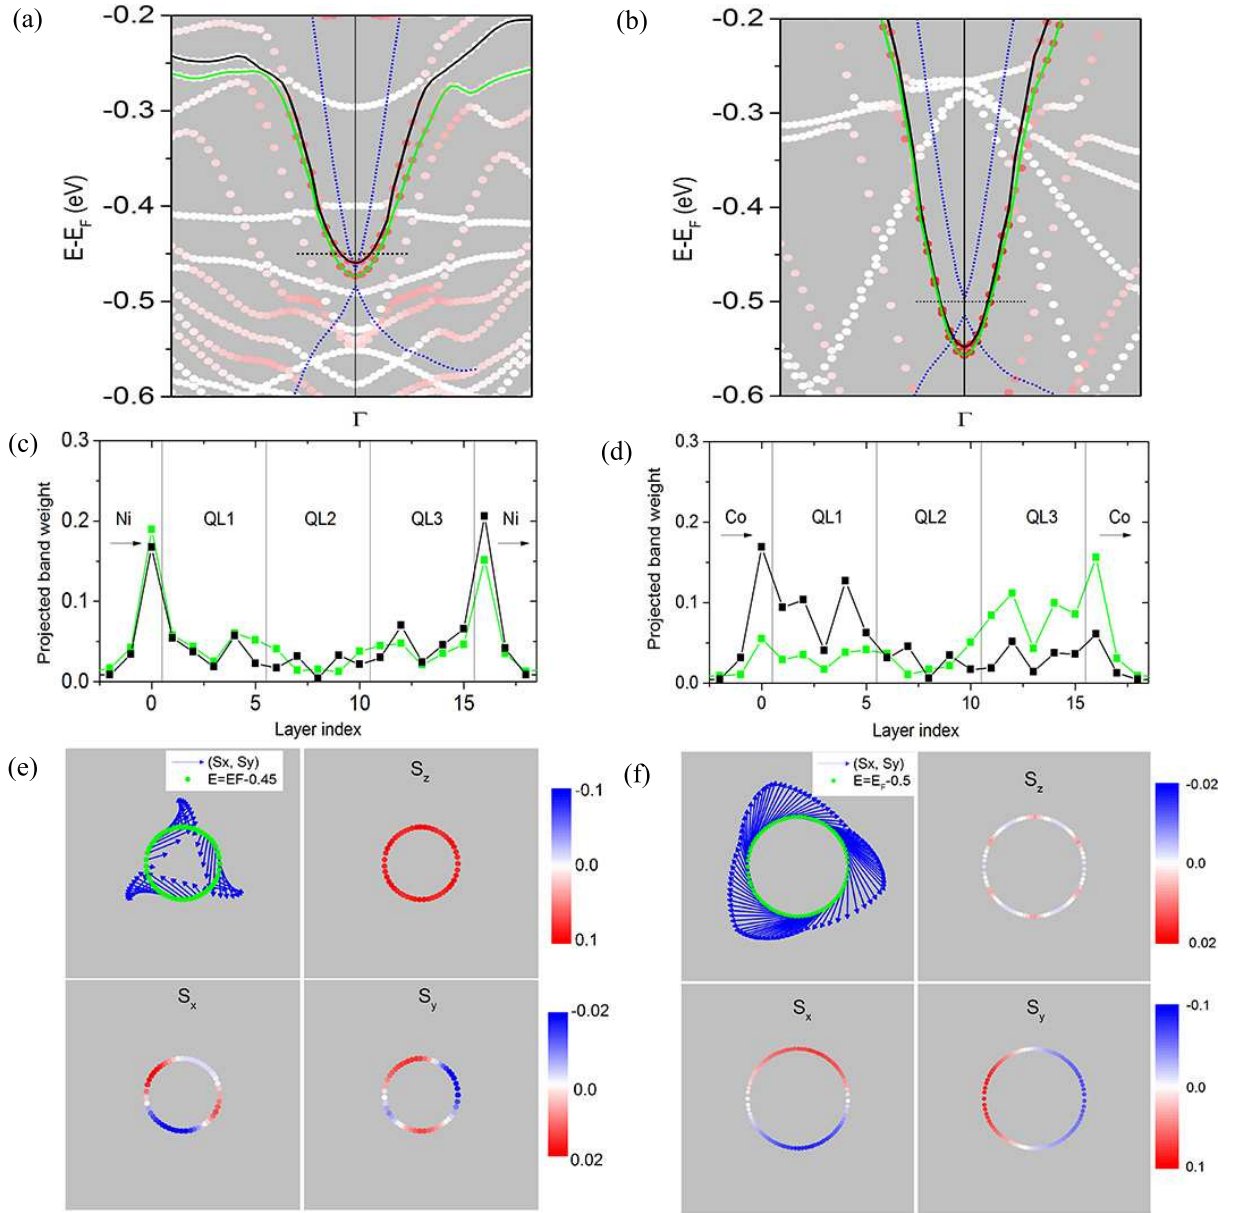 (a)
-0.2
-0.3
-0.4
-0.5
-0.6
E-E_F (eV)
Γ
(b)
-0.2
-0.3
-0.4
-0.5
-0.6
E-E_F (eV)
Γ
(c)
0.3
0.2
0.1
0.0
Projected band weight
Ni QL1 QL2 QL3 Ni
0 5 10 15
Layer index
(d)
0.3
0.2
0.1
0.0
Projected band weight
Co QL1 QL2 QL3 Co
0 5 10 15
Layer index
(e)
(Sx, Sy)
E=EF-0.45
S_z
-0.1
0.0
0.1
S_x
S_y
-0.02
0.0
0.02
(f)
(Sx, Sy)
E=E_F-0.5
S_z
-0.02
0.0
0.02
S_x
S_y
-0.1
0.0
0.1